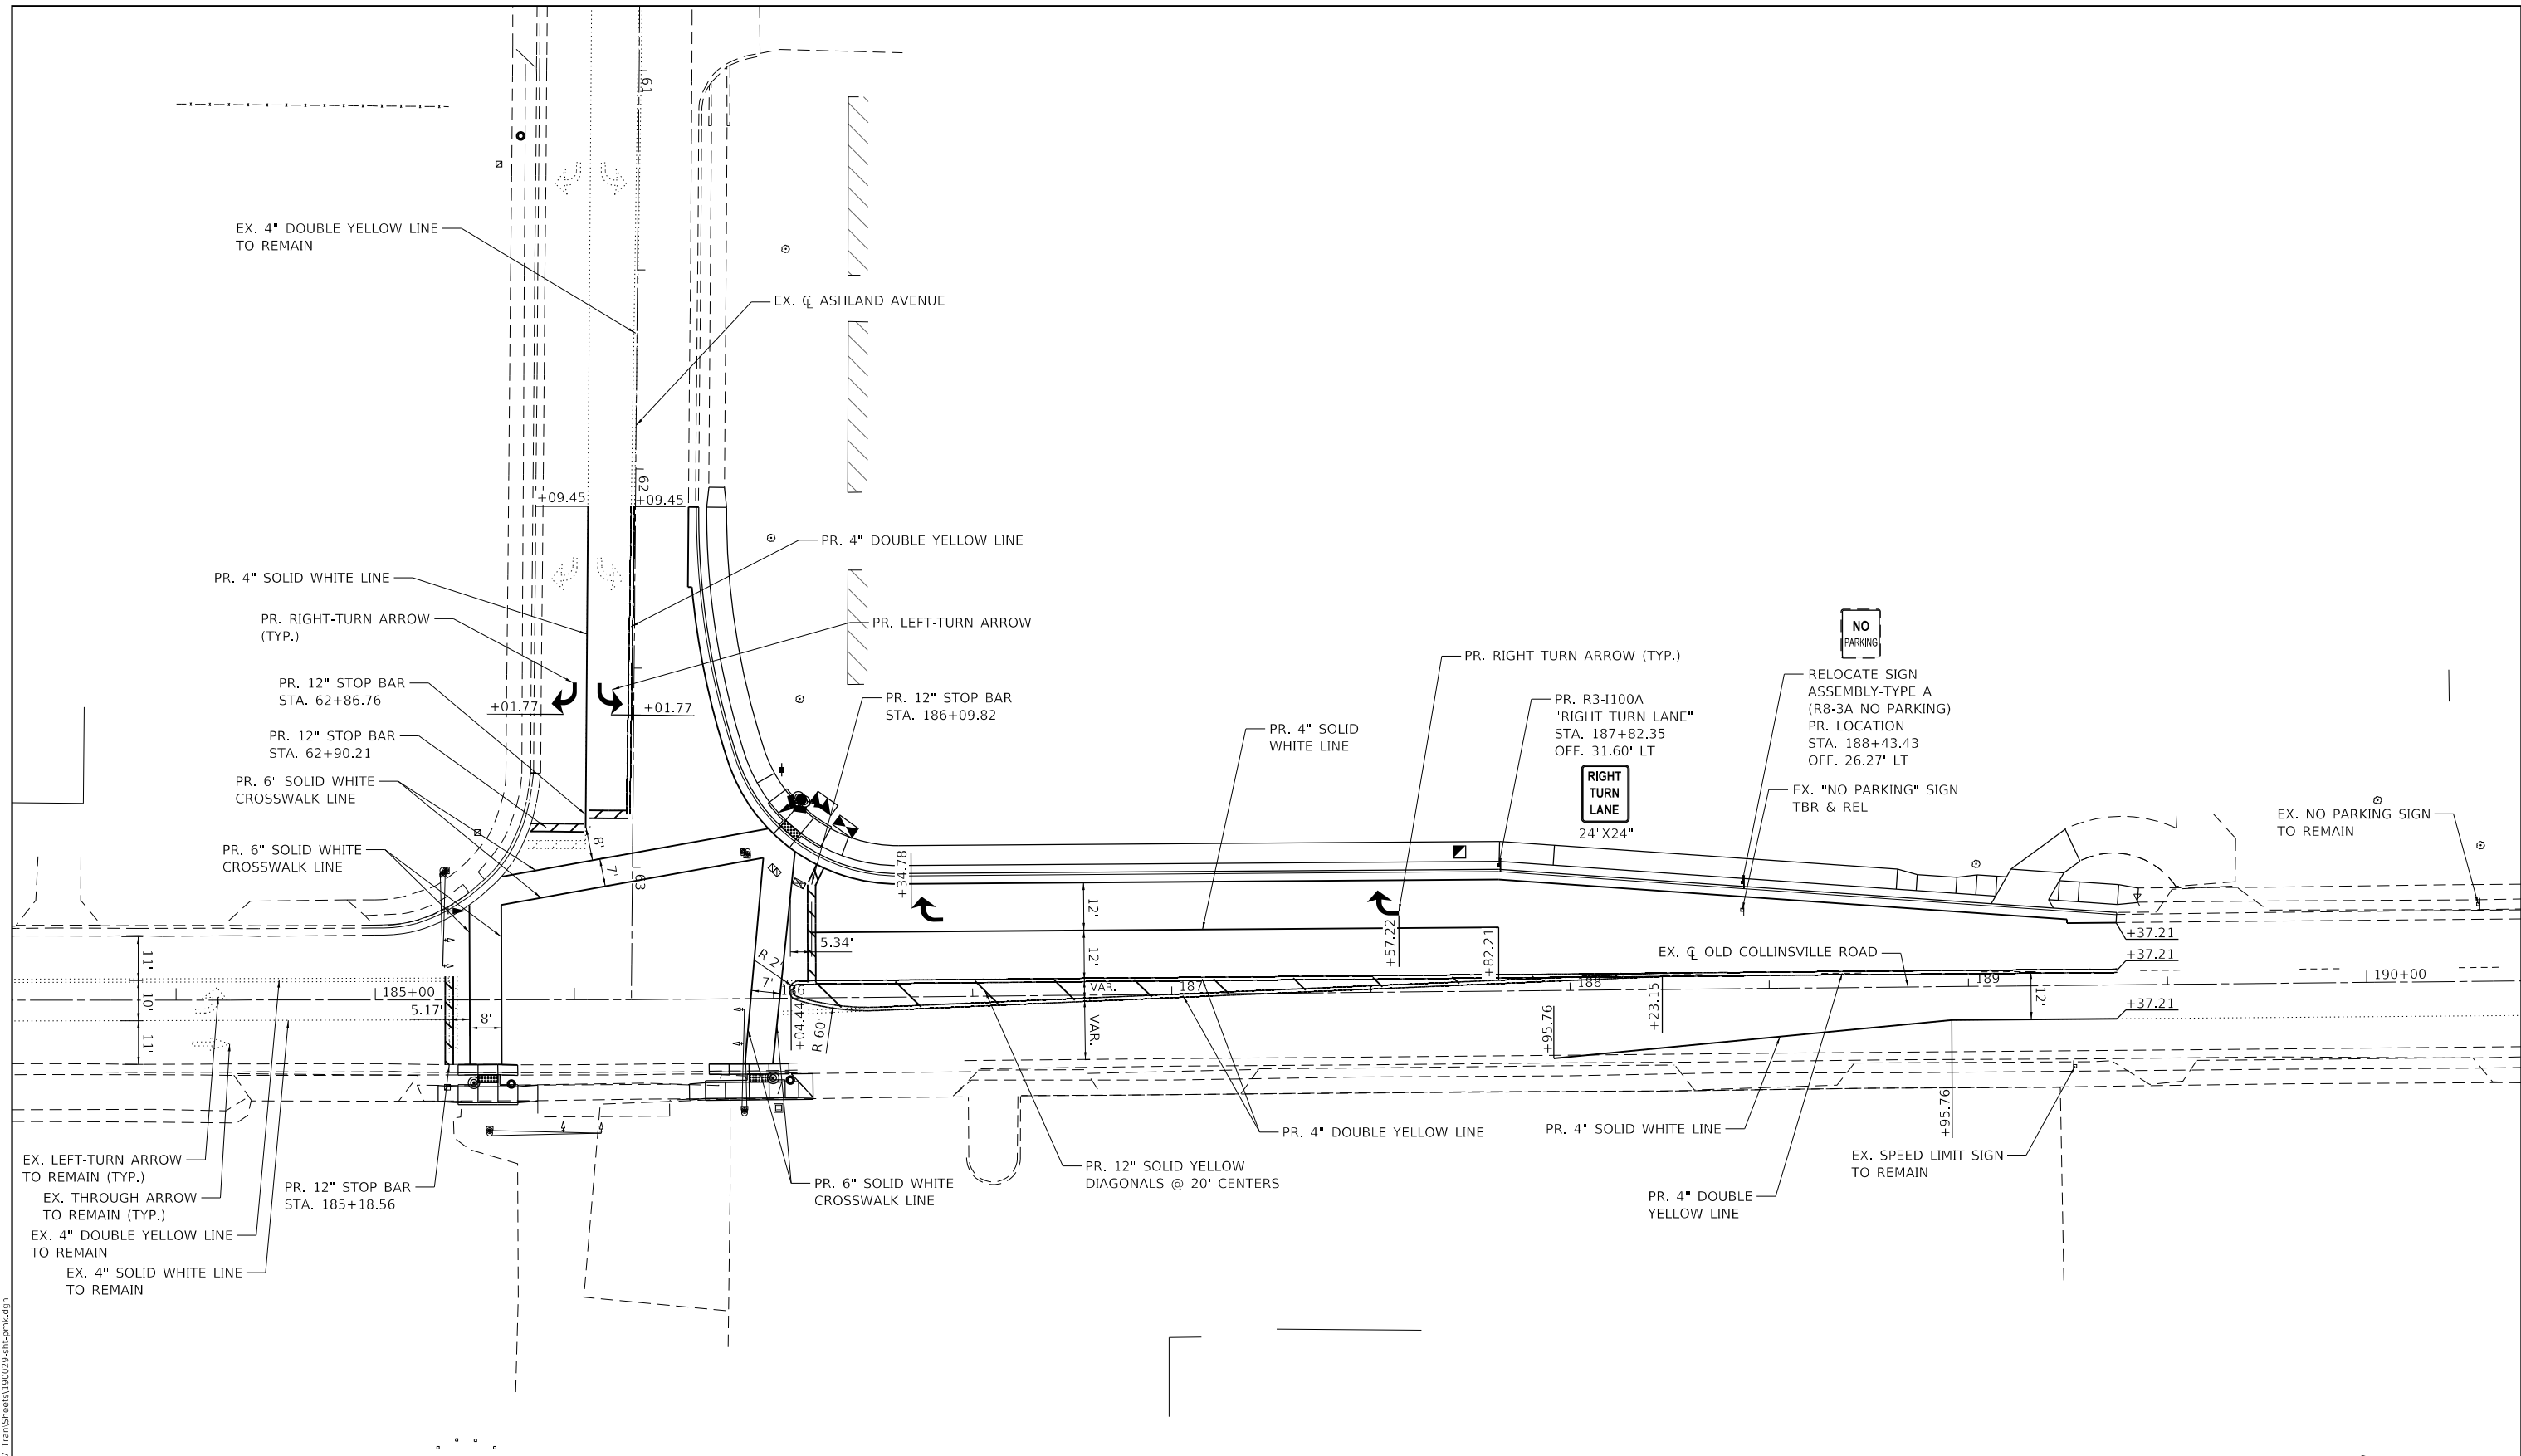 61
EX. 4" DOUBLE YELLOW LINE
TO REMAIN
EX. ℄ ASHLAND AVENUE
62
+09.45
+09.45
PR. 4" DOUBLE YELLOW LINE
PR. 4" SOLID WHITE LINE
PR. RIGHT-TURN ARROW
(TYP.)
PR. LEFT-TURN ARROW
PR. 12" STOP BAR
STA. 62+86.76
+01.77
+01.77
PR. 12" STOP BAR
STA. 186+09.82
PR. 12" STOP BAR
STA. 62+90.21
PR. 6" SOLID WHITE
CROSSWALK LINE
PR. 6" SOLID WHITE
CROSSWALK LINE
8'
7'
63
PR. 4" SOLID
WHITE LINE
PR. RIGHT TURN ARROW (TYP.)
PR. R3-I100A
"RIGHT TURN LANE"
STA. 187+82.35
OFF. 31.60' LT
RIGHT
TURN
LANE
24"X24"
NO
PARKING
RELOCATE SIGN
ASSEMBLY-TYPE A
(R8-3A NO PARKING)
PR. LOCATION
STA. 188+43.43
OFF. 26.27' LT
EX. "NO PARKING" SIGN
TBR & REL
EX. NO PARKING SIGN
TO REMAIN
+34.78
12'
12'
5.34'
R 2'
+57.22
+82.21
EX. ℄ OLD COLLINSVILLE ROAD
+37.21
+37.21
+37.21
11'
10'
11'
185+00
5.17'
8'
7'
186
VAR.
187
188
189
190+00
12'
+04.44
R 60'
VAR.
+95.76
+23.15
+95.76
EX. LEFT-TURN ARROW
TO REMAIN (TYP.)
EX. THROUGH ARROW
TO REMAIN (TYP.)
EX. 4" DOUBLE YELLOW LINE
TO REMAIN
EX. 4" SOLID WHITE LINE
TO REMAIN
PR. 12" STOP BAR
STA. 185+18.56
PR. 6" SOLID WHITE
CROSSWALK LINE
PR. 12" SOLID YELLOW
DIAGONALS @ 20' CENTERS
PR. 4" DOUBLE YELLOW LINE
PR. 4" SOLID WHITE LINE
PR. 4" DOUBLE
YELLOW LINE
EX. SPEED LIMIT SIGN
TO REMAIN
Tran\Sheets\190029-sht-pmk.dgn